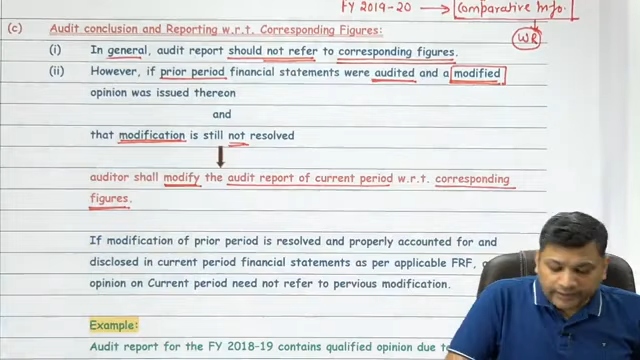 FY 2019-20 → Comparative Info.
WR
(c) Audit conclusion and Reporting w.r.t. Corresponding Figures:
(i) In general, audit report should not refer to corresponding figures.
(ii) However, if prior period financial statements were audited and a modified
opinion was issued thereon
and
that modification is still not resolved
auditor shall modify the audit report of current period w.r.t. corresponding
figures.
If modification of prior period is resolved and properly accounted for and
disclosed in current period financial statements as per applicable FRF,
opinion on Current period need not refer to pervious modification.
Example:
Audit report for the FY 2018-19 contains qualified opinion due to